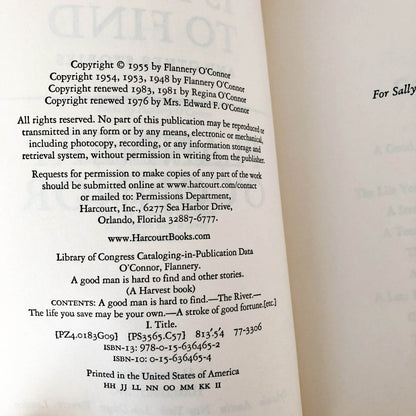 Copyright © 1955 by Flannery O'Connor
Copyright 1954, 1953, 1948 by Flannery O'Connor
Copyright renewed 1983, 1981 by Regina O'Connor
Copyright renewed 1976 by Mrs. Edward F. O'Connor
All rights reserved. No part of this publication may be reproduced or
transmitted in any form or by any means, electronic or mechanical,
including photocopy, recording, or any information storage and
retrieval system, without permission in writing from the publisher.
Requests for permission to make copies of any part of the work
should be submitted online at www.harcourt.com/contact
or mailed to: Permissions Department,
Harcourt, Inc., 6277 Sea Harbor Drive,
Orlando, Florida 32887-6777.
www.HarcourtBooks.com
Library of Congress Cataloging-in-Publication Data
O'Connor, Flannery.
A good man is hard to find and other stories.
(A Harvest book)
CONTENTS: A good man is hard to find.—The River.—
The life you save may be your own.—A stroke of good fortune.[etc.]
I. Title.
[PZ4.O183Go9] [PS3565.C57] 813'.5'4 77-3306
ISBN-13: 978-0-15-636465-2
ISBN-10: 0-15-636465-4
Printed in the United States of America
HH JJ LL NN OO MM KK II
For Sally